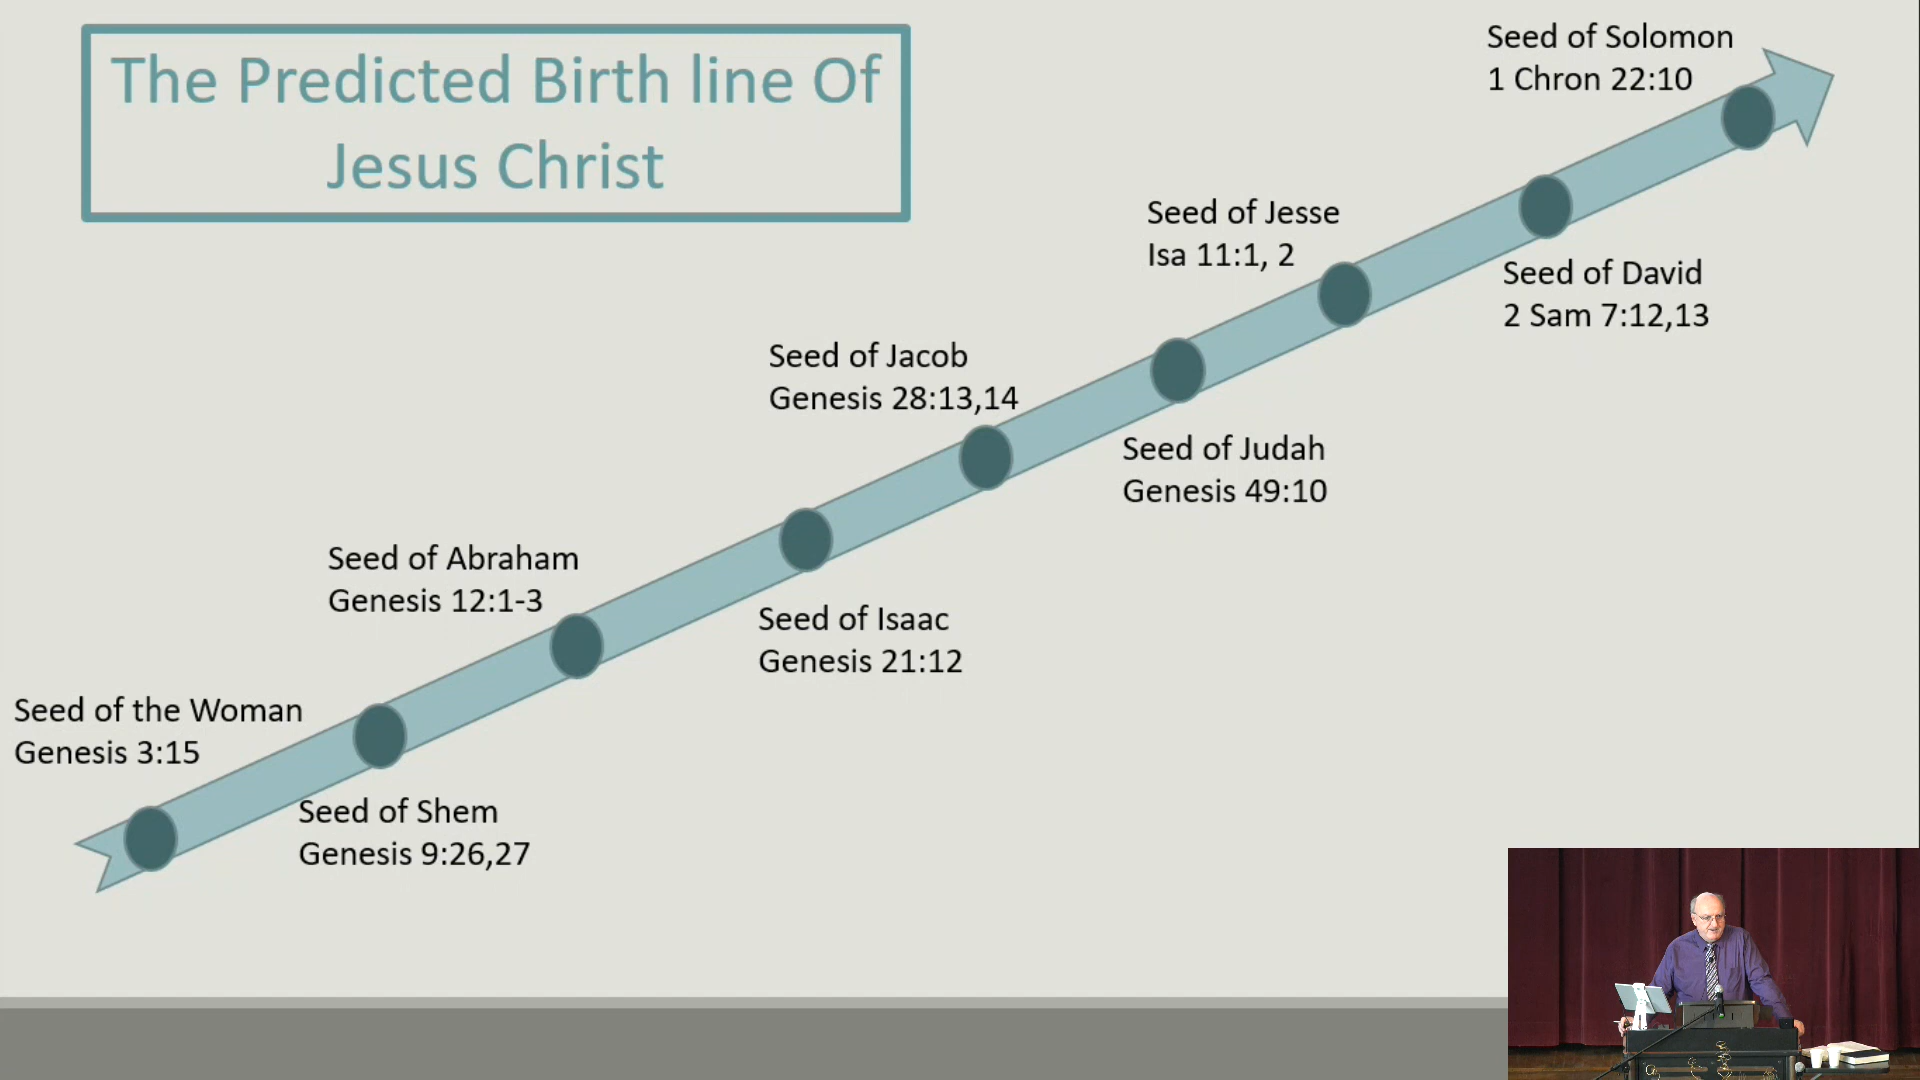 The Predicted Birth line Of
Jesus Christ
Seed of the Woman
Genesis 3:15
Seed of Shem
Genesis 9:26,27
Seed of Abraham
Genesis 12:1-3
Seed of Isaac
Genesis 21:12
Seed of Jacob
Genesis 28:13,14
Seed of Judah
Genesis 49:10
Seed of Jesse
Isa 11:1, 2
Seed of David
2 Sam 7:12,13
Seed of Solomon
1 Chron 22:10